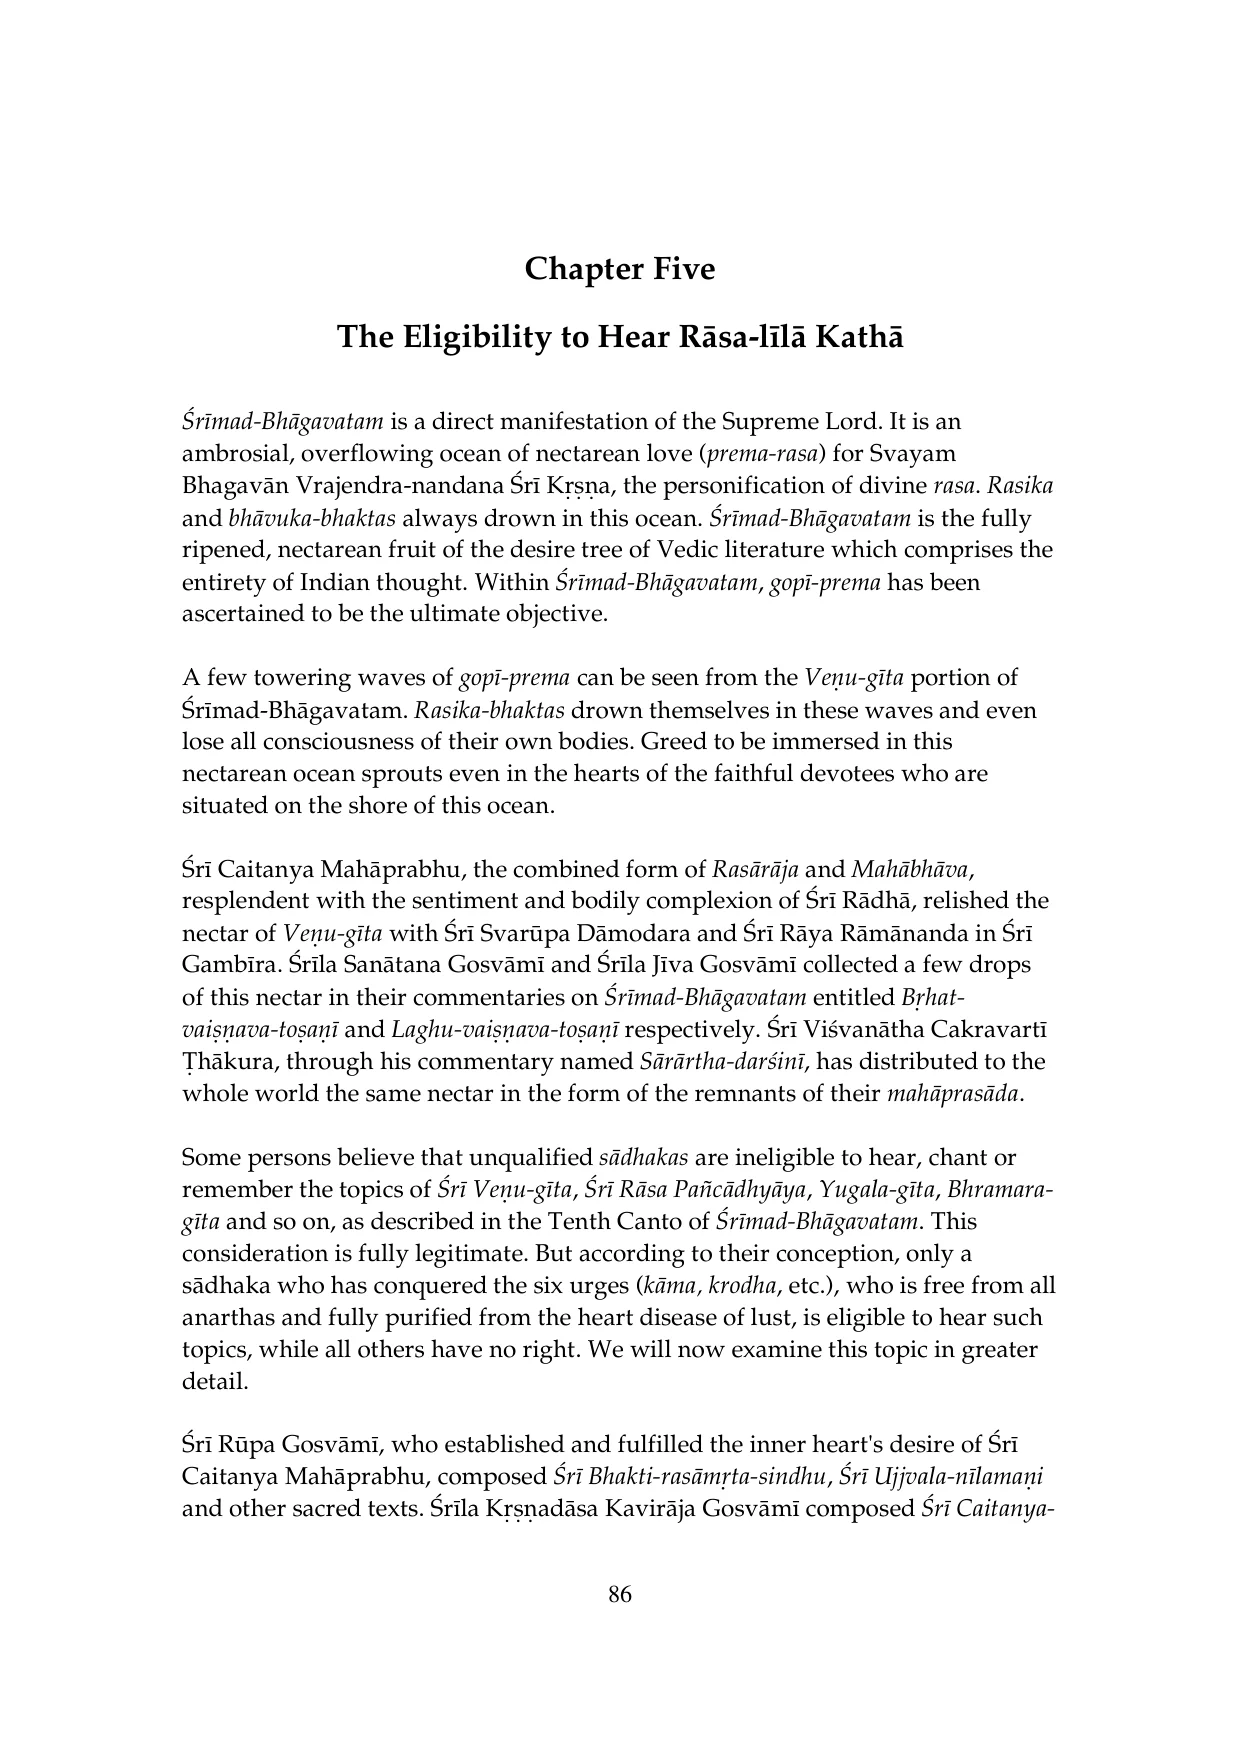 Chapter Five
The Eligibility to Hear Rāsa-līlā Kathā
Śrīmad-Bhāgavatam is a direct manifestation of the Supreme Lord. It is an
ambrosial, overflowing ocean of nectarean love (prema-rasa) for Svayam
Bhagavān Vrajendra-nandana Śrī Kṛṣṇa, the personification of divine rasa. Rasika
and bhāvuka-bhaktas always drown in this ocean. Śrīmad-Bhāgavatam is the fully
ripened, nectarean fruit of the desire tree of Vedic literature which comprises the
entirety of Indian thought. Within Śrīmad-Bhāgavatam, gopī-prema has been
ascertained to be the ultimate objective.
A few towering waves of gopī-prema can be seen from the Veṇu-gīta portion of
Śrīmad-Bhāgavatam. Rasika-bhaktas drown themselves in these waves and even
lose all consciousness of their own bodies. Greed to be immersed in this
nectarean ocean sprouts even in the hearts of the faithful devotees who are
situated on the shore of this ocean.
Śrī Caitanya Mahāprabhu, the combined form of Rasārāja and Mahābhāva,
resplendent with the sentiment and bodily complexion of Śrī Rādhā, relished the
nectar of Veṇu-gīta with Śrī Svarūpa Dāmodara and Śrī Rāya Rāmānanda in Śrī
Gambīra. Śrīla Sanātana Gosvāmī and Śrīla Jīva Gosvāmī collected a few drops
of this nectar in their commentaries on Śrīmad-Bhāgavatam entitled Bṛhat-
vaiṣṇava-toṣaṇī and Laghu-vaiṣṇava-toṣaṇī respectively. Śrī Viśvanātha Cakravartī
Ṭhākura, through his commentary named Sārārtha-darśinī, has distributed to the
whole world the same nectar in the form of the remnants of their mahāprasāda.
Some persons believe that unqualified sādhakas are ineligible to hear, chant or
remember the topics of Śrī Veṇu-gīta, Śrī Rāsa Pañcādhyāya, Yugala-gīta, Bhramara-
gīta and so on, as described in the Tenth Canto of Śrīmad-Bhāgavatam. This
consideration is fully legitimate. But according to their conception, only a
sādhaka who has conquered the six urges (kāma, krodha, etc.), who is free from all
anarthas and fully purified from the heart disease of lust, is eligible to hear such
topics, while all others have no right. We will now examine this topic in greater
detail.
Śrī Rūpa Gosvāmī, who established and fulfilled the inner heart's desire of Śrī
Caitanya Mahāprabhu, composed Śrī Bhakti-rasāmṛta-sindhu, Śrī Ujjvala-nīlamaṇi
and other sacred texts. Śrīla Kṛṣṇadāsa Kavirāja Gosvāmī composed Śrī Caitanya-
86